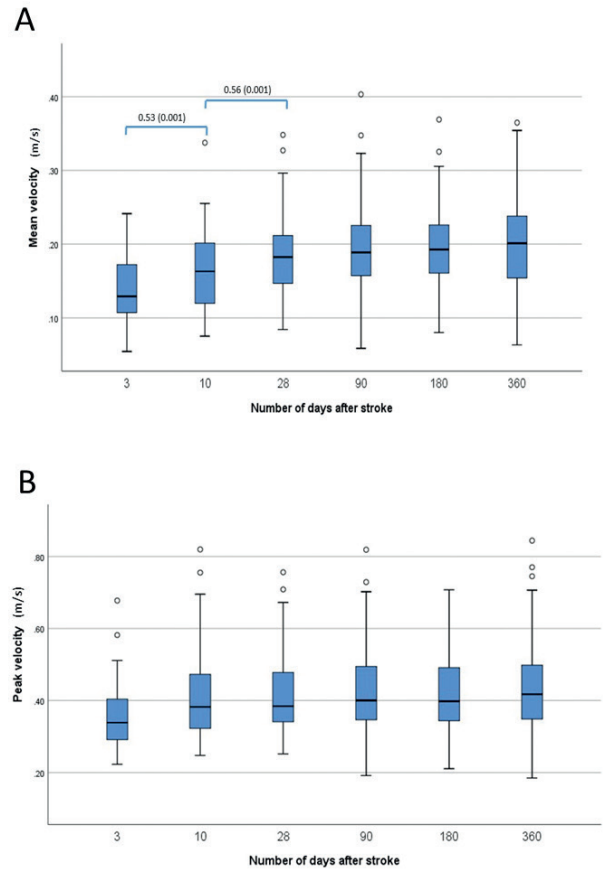 A
0.56 (0.001)
0.53 (0.001)
Mean velocity (m/s)
.40
.30
.20
.10
3 10 28 90 180 360
Number of days after stroke
B
Peak velocity (m/s)
.80
.60
.40
.20
3 10 28 90 180 360
Number of days after stroke